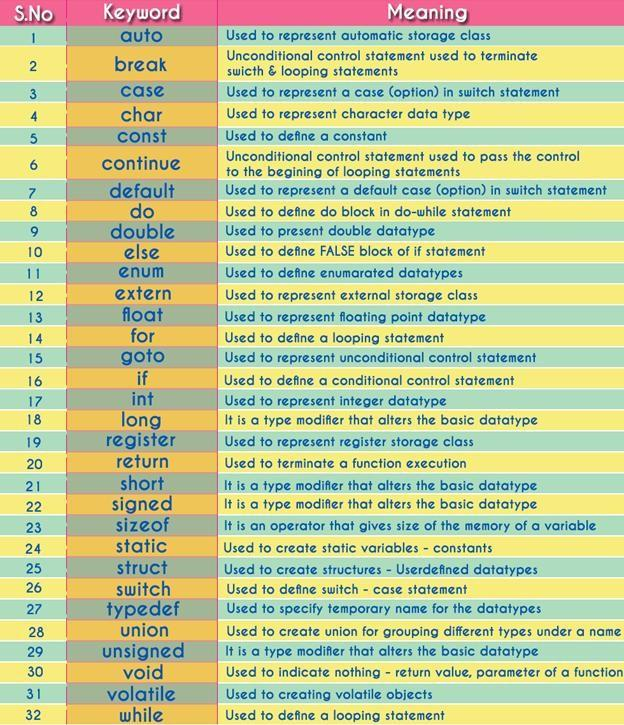 S.No Keyword Meaning
1 auto Used to represent automatic storage class
2 break Unconditional control statement used to terminate
swicth & looping statements
3 case Used to represent a case (option) in switch statement
4 char Used to represent character data type
5 const Used to define a constant
6 continue Unconditional control statement used to pass the control
to the begining of looping statements
7 default Used to represent a default case (option) in switch statement
8 do Used to define do block in do-while statement
9 double Used to present double datatype
10 else Used to define FALSE block of if statement
11 enum Used to define enumarated datatypes
12 extern Used to represent external storage class
13 float Used to represent floating point datatype
14 for Used to define a looping statement
15 goto Used to represent unconditional control statement
16 if Used to define a conditional control statement
17 int Used to represent integer datatype
18 long It is a type modifier that alters the basic datatype
19 register Used to represent register storage class
20 return Used to terminate a function execution
21 short It is a type modifier that alters the basic datatype
22 signed It is a type modifier that alters the basic datatype
23 sizeof It is an operator that gives size of the memory of a variable
24 static Used to create static variables - constants
25 struct Used to create structures - Userdefined datatypes
26 switch Used to define switch - case statement
27 typedef Used to specify temporary name for the datatypes
28 union Used to create union for grouping different types under a name
29 unsigned It is a type modifier that alters the basic datatype
30 void Used to indicate nothing - return value, parameter of a function
31 volatile Used to creating volatile objects
32 while Used to define a looping statement